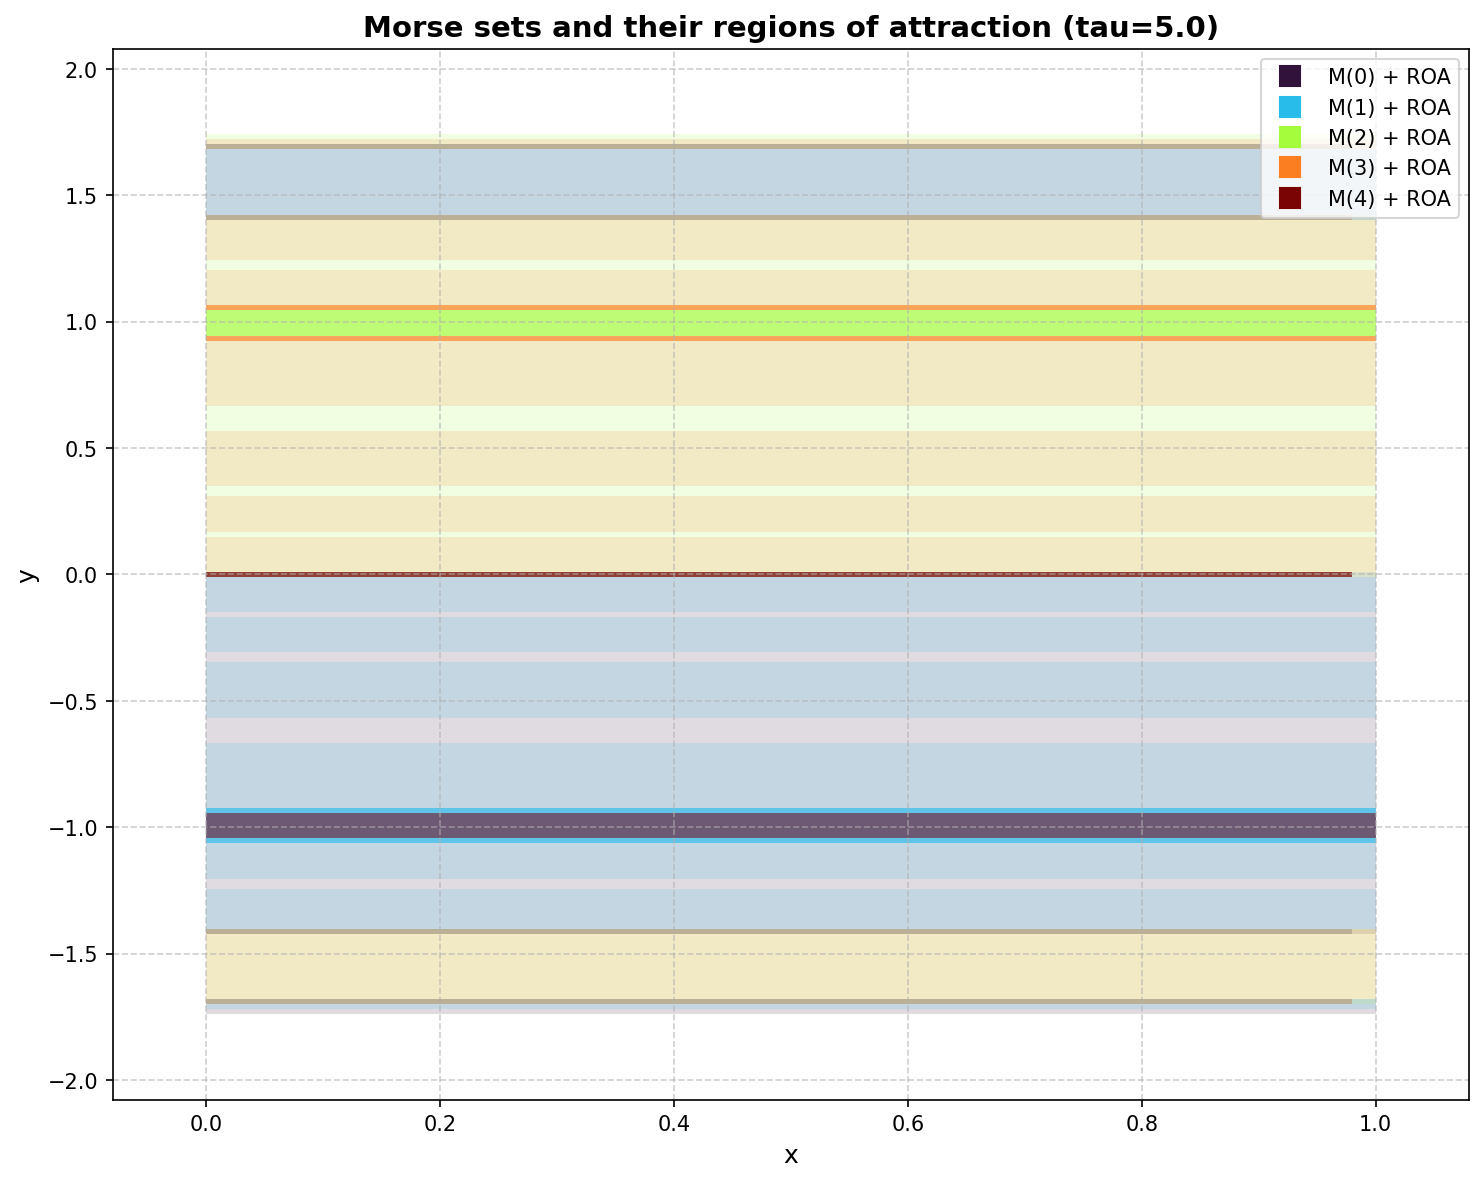 Morse sets and their regions of attraction (tau=5.0)
M(0) + ROA
M(1) + ROA
M(2) + ROA
M(3) + ROA
M(4) + ROA
2.0
1.5
1.0
0.5
0.0
−0.5
−1.0
−1.5
−2.0
y
0.0 0.2 0.4 0.6 0.8 1.0
x